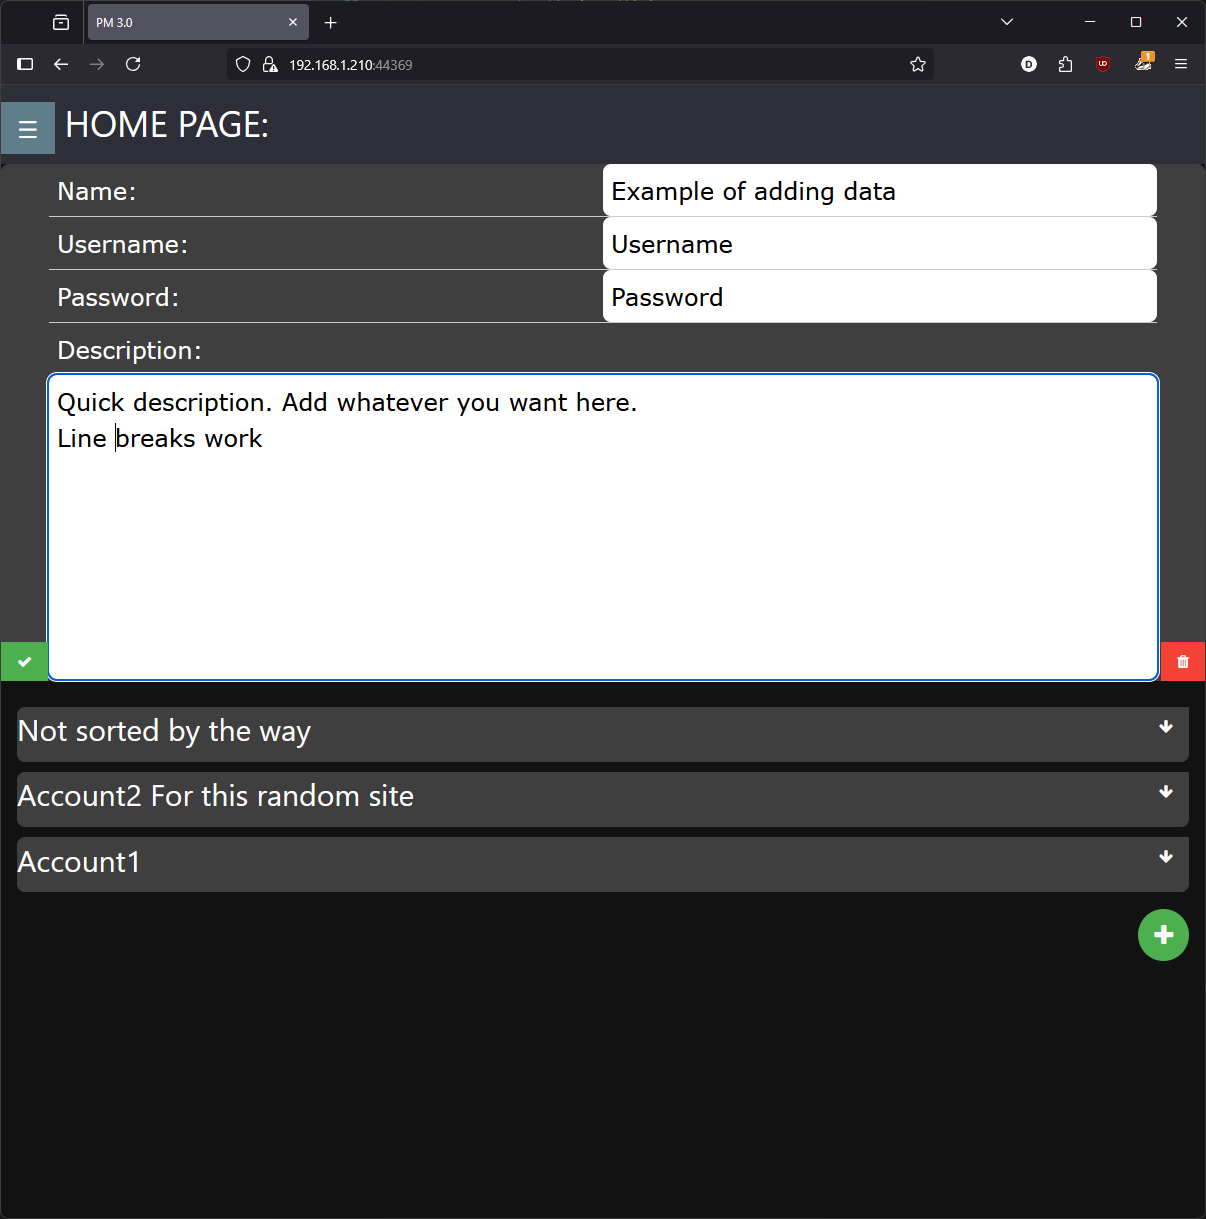 PM 3.0
192.168.1.210:44369
D
UD
1
HOME PAGE:
Name:
Example of adding data
Username:
Username
Password:
Password
Description:
Quick description. Add whatever you want here.
Line breaks work
Not sorted by the way
Account2 For this random site
Account1